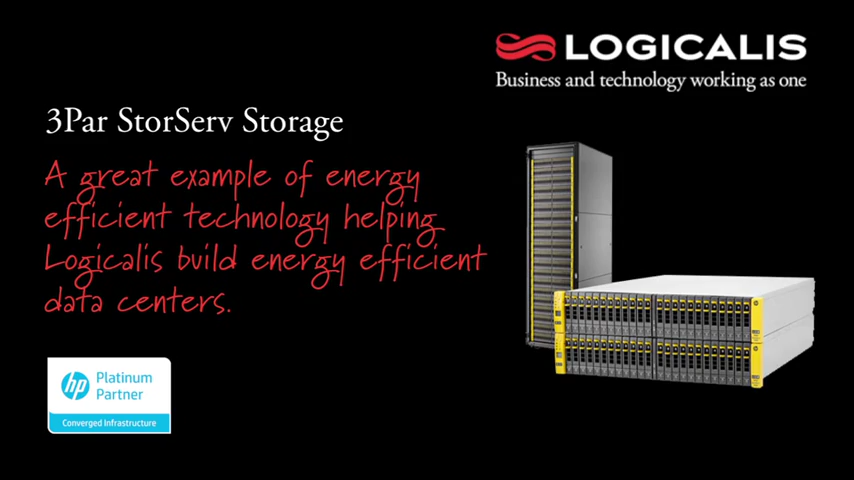 LOGICALIS
Business and technology working as one
3Par StorServ Storage
A great example of energy
efficient technology helping
Logicalis build energy efficient
data centers.
hp
Platinum
Partner
Converged Infrastructure